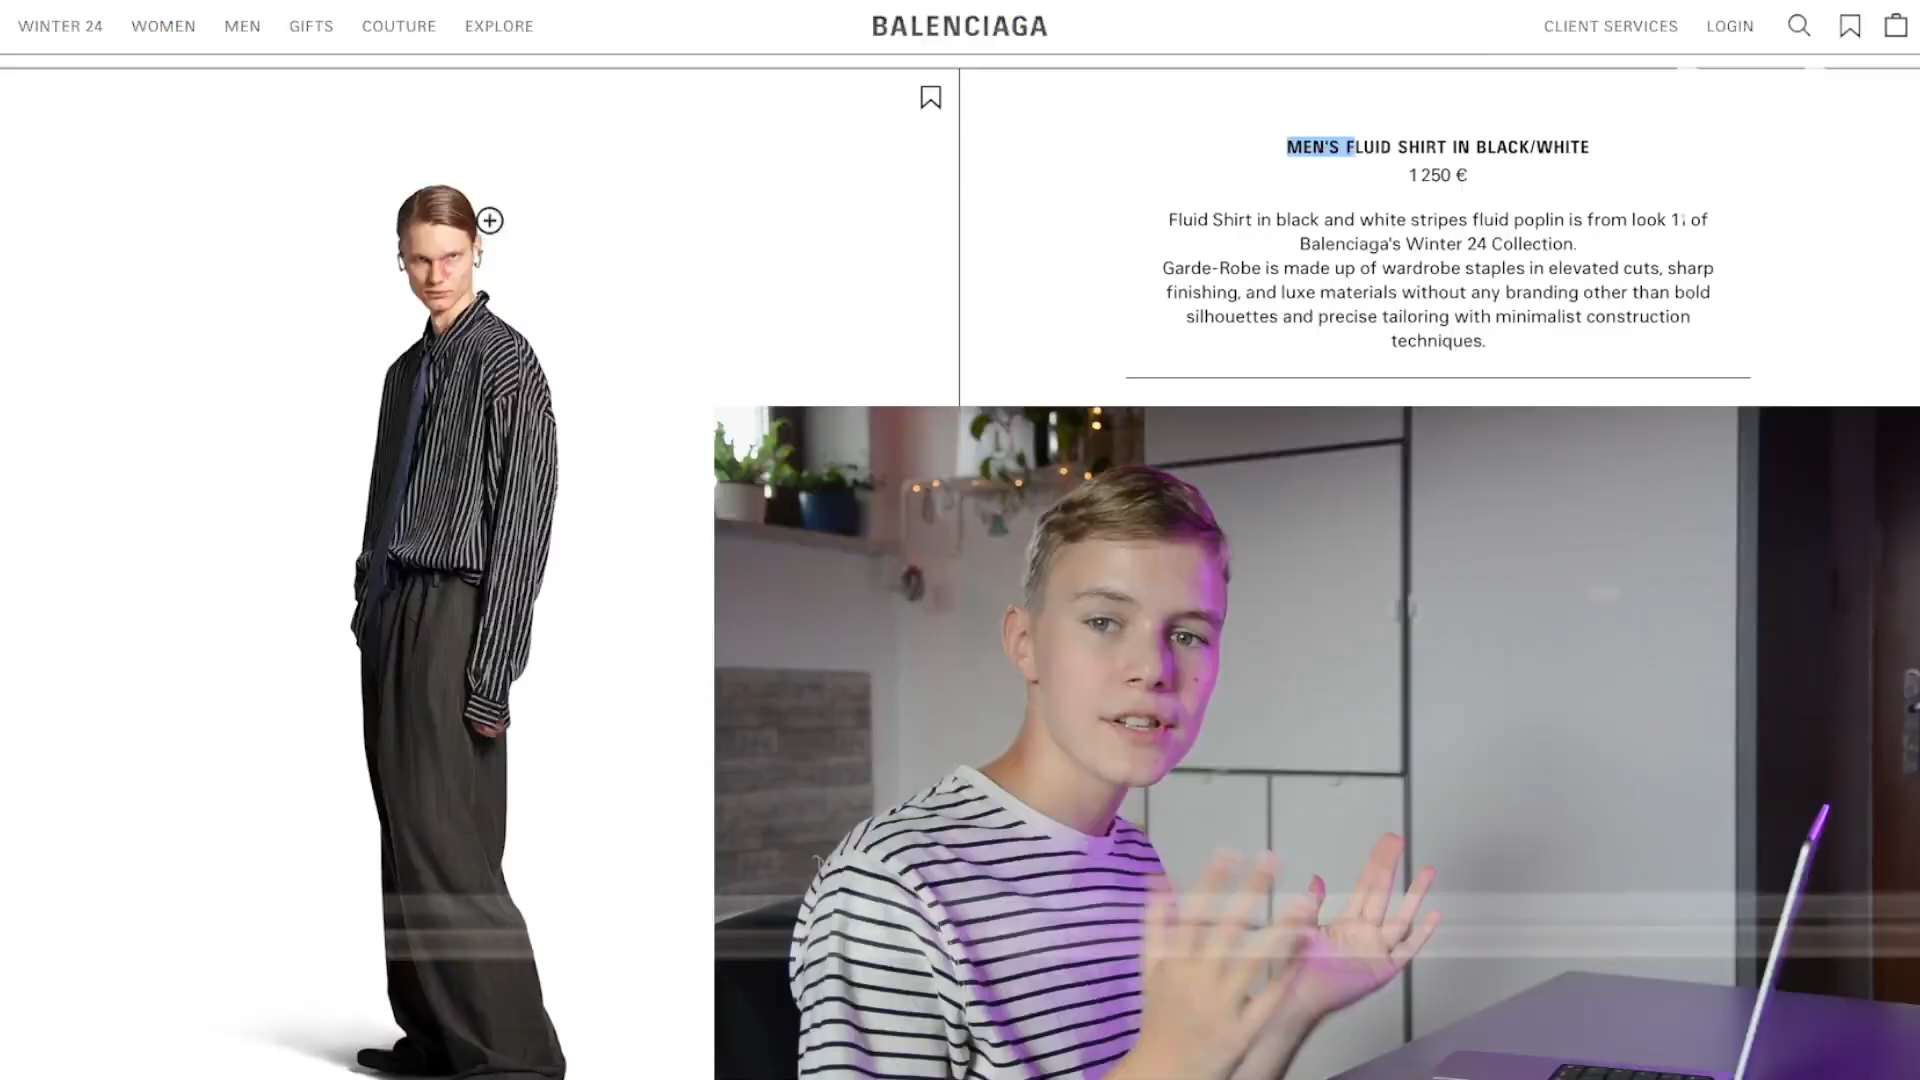 WINTER 24 WOMEN MEN GIFTS COUTURE EXPLORE
BALENCIAGA
CLIENT SERVICES LOGIN
MEN'S FLUID SHIRT IN BLACK/WHITE
1 250 €
Fluid Shirt in black and white stripes fluid poplin is from look 11 of
Balenciaga's Winter 24 Collection.
Garde-Robe is made up of wardrobe staples in elevated cuts, sharp
finishing, and luxe materials without any branding other than bold
silhouettes and precise tailoring with minimalist construction
techniques.